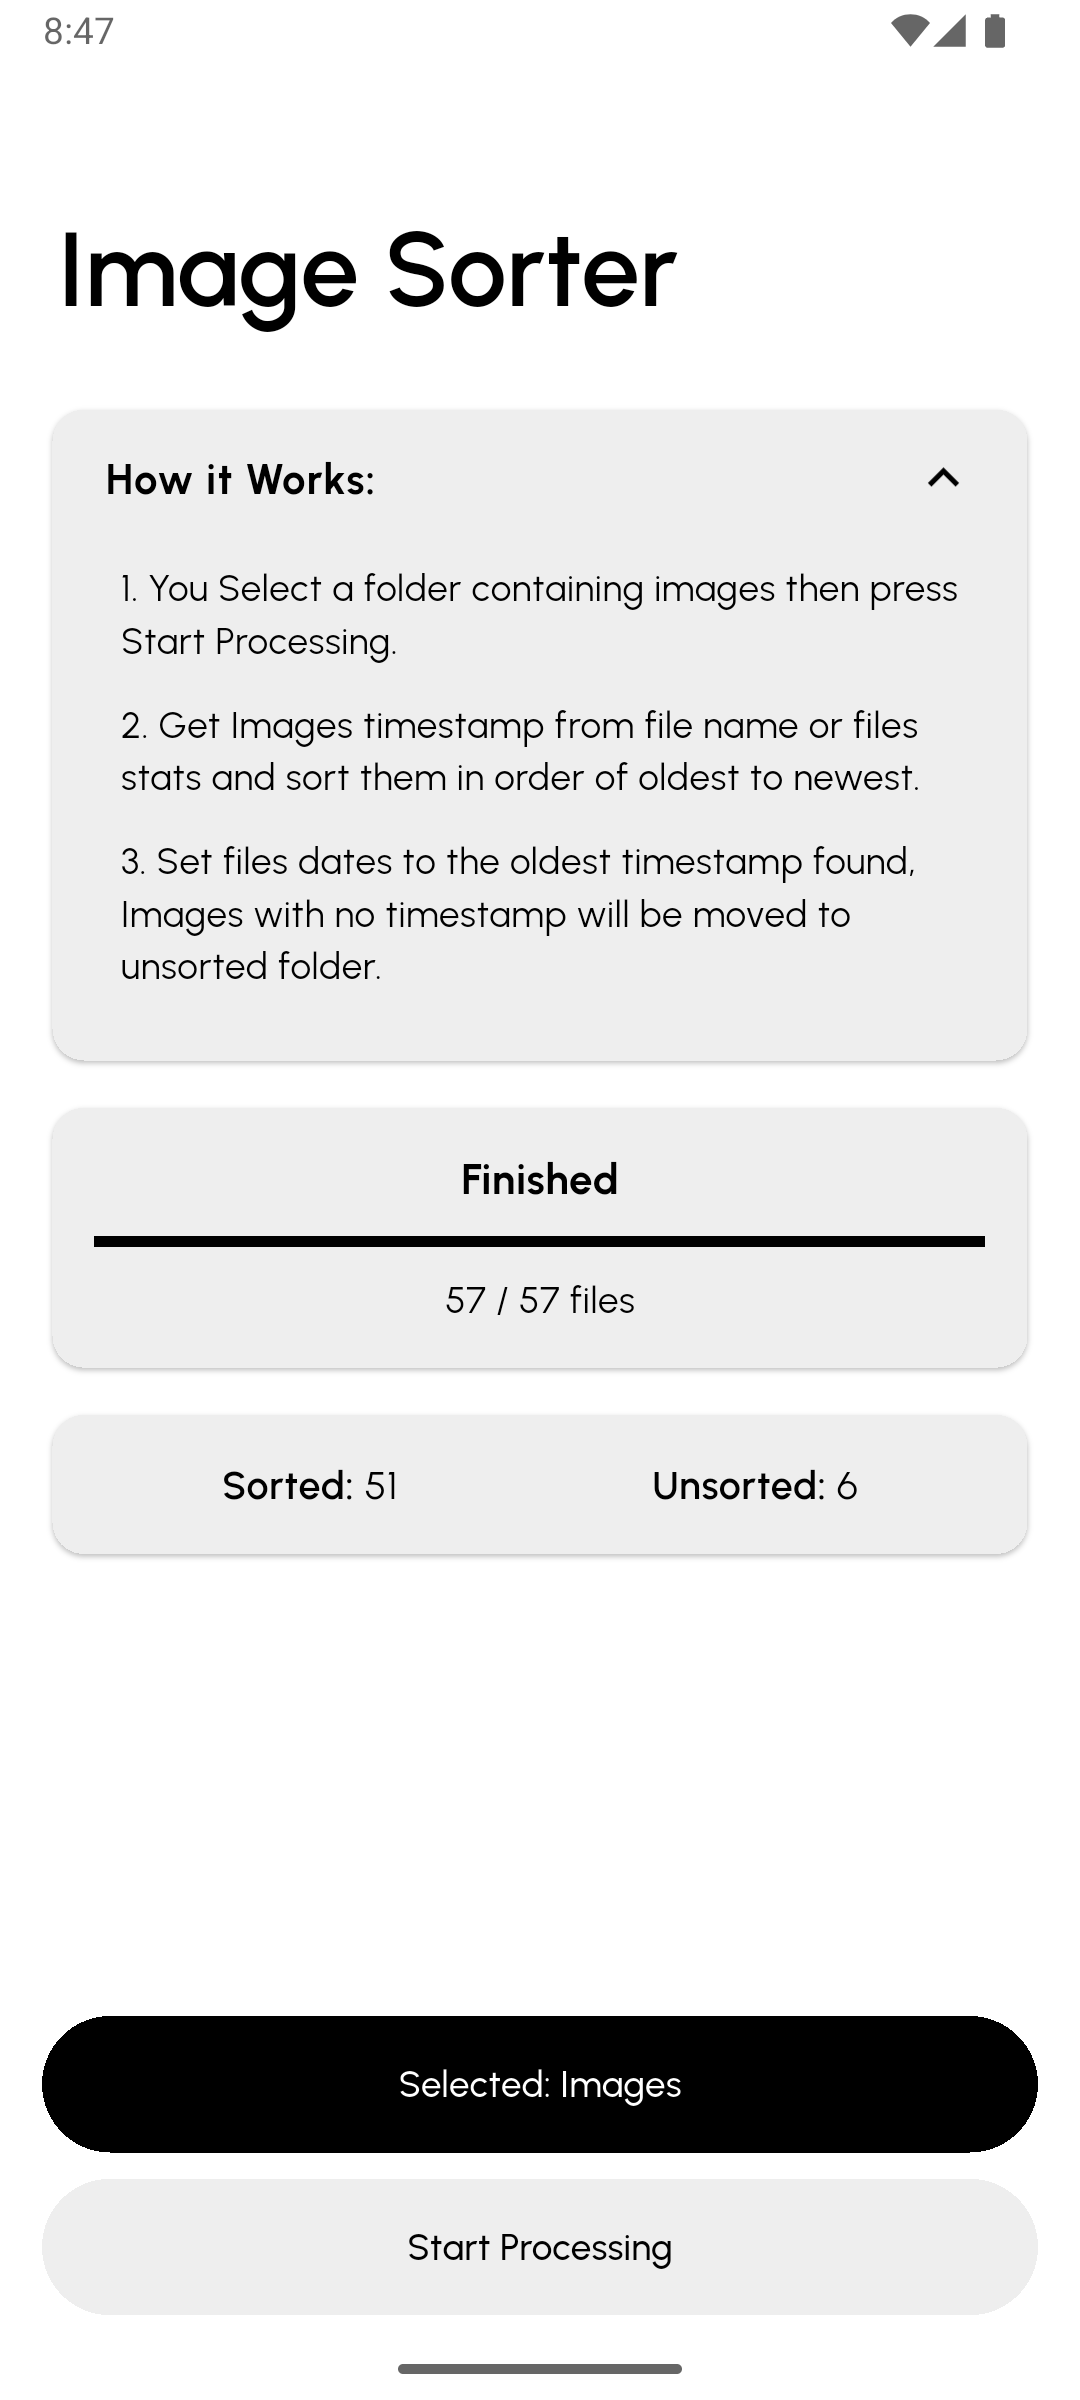 8:47
Image Sorter
How it Works:
1. You Select a folder containing images then press
Start Processing.
2. Get Images timestamp from file name or files
stats and sort them in order of oldest to newest.
3. Set files dates to the oldest timestamp found,
Images with no timestamp will be moved to
unsorted folder.
Finished
57 / 57 files
Sorted: 51 Unsorted: 6
Selected: Images
Start Processing